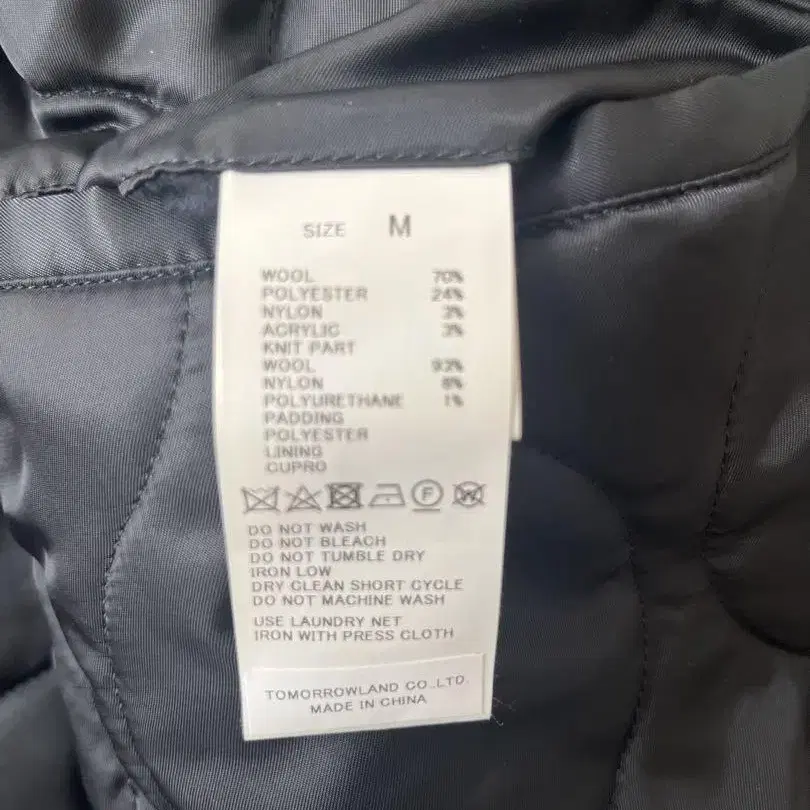 SIZE M
WOOL 70%
POLYESTER 24%
NYLON 3%
ACRYLIC 3%
KNIT PART
WOOL 93%
NYLON 6%
POLYURETHANE 1%
PADDING
POLYESTER
LINING
CUPRO
F W
DO NOT WASH
DO NOT BLEACH
DO NOT TUMBLE DRY
IRON LOW
DRY CLEAN SHORT CYCLE
DO NOT MACHINE WASH
USE LAUNDRY NET
IRON WITH PRESS CLOTH
TOMORROWLAND CO.,LTD.
MADE IN CHINA